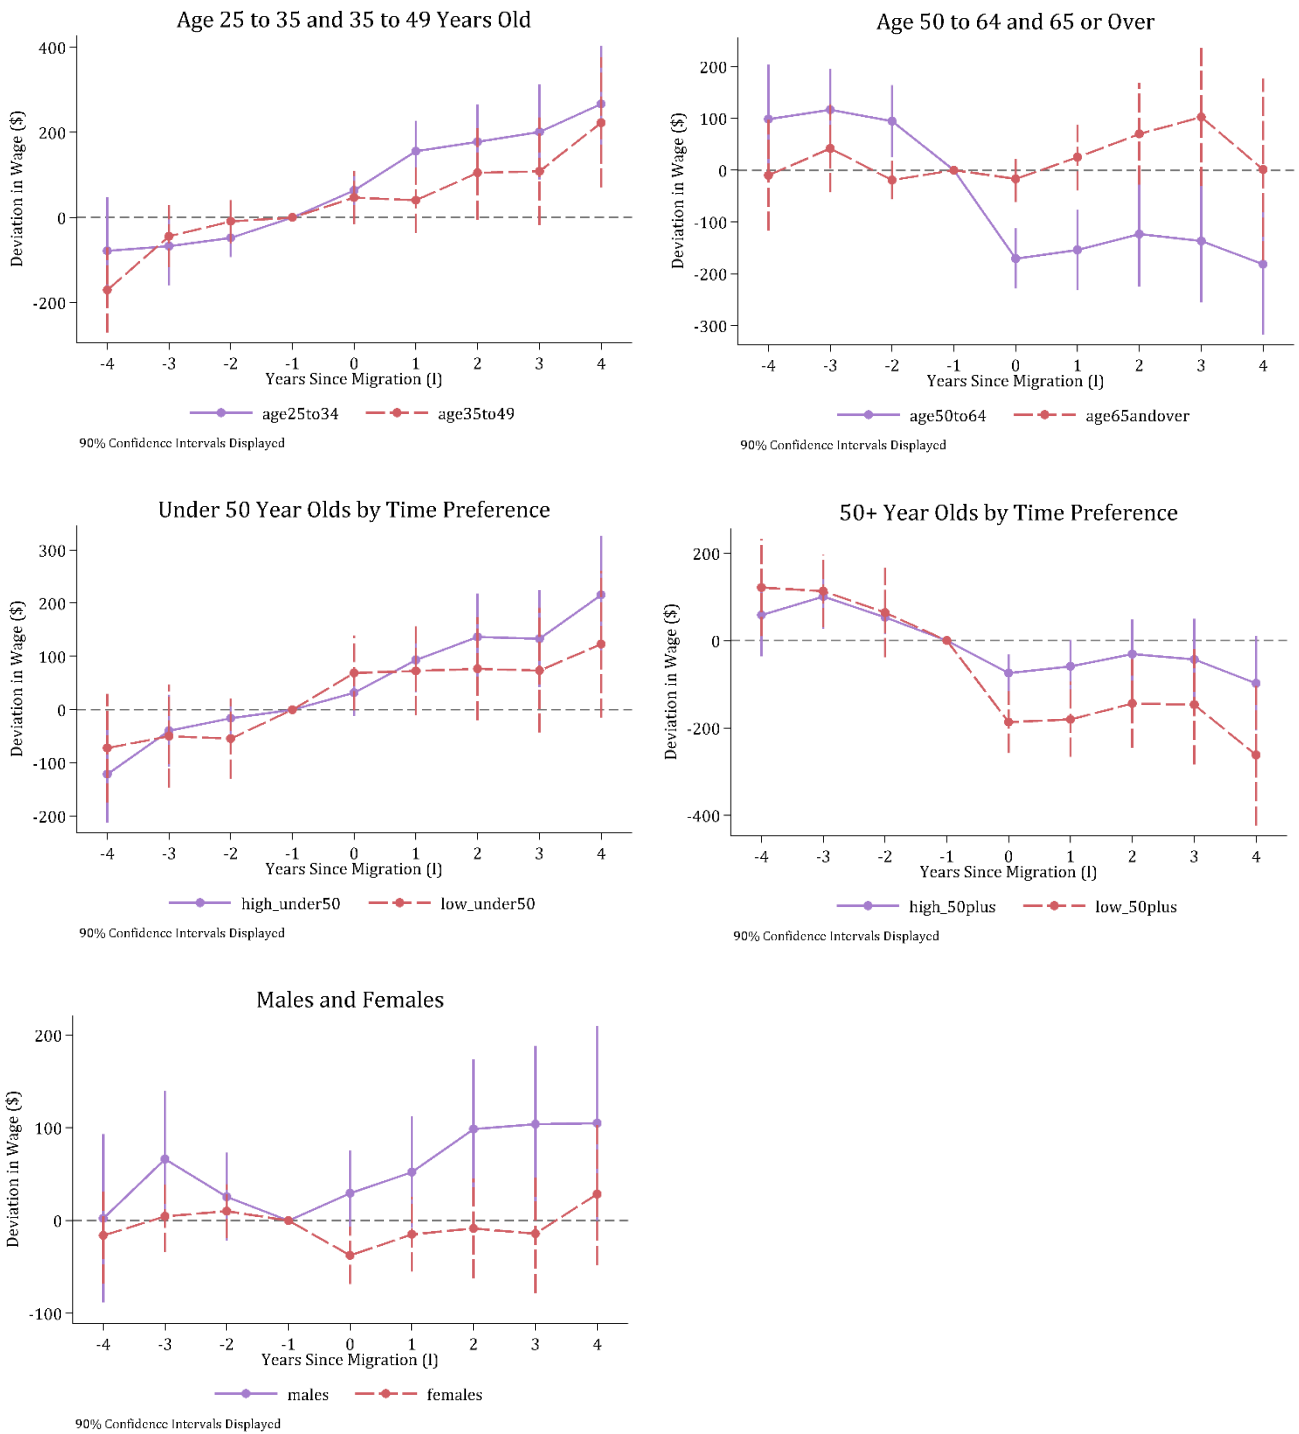 Age 25 to 35 and 35 to 49 Years Old
Deviation in Wage ($)
400
200
0
-200
-4 -3 -2 -1 0 1 2 3 4
Years Since Migration (l)
age25to34 age35to49
90% Confidence Intervals Displayed
Age 50 to 64 and 65 or Over
Deviation in Wage ($)
200
100
0
-100
-200
-300
-4 -3 -2 -1 0 1 2 3 4
Years Since Migration (l)
age50to64 age65andover
90% Confidence Intervals Displayed
Under 50 Year Olds by Time Preference
Deviation in Wage ($)
300
200
100
0
-100
-200
-4 -3 -2 -1 0 1 2 3 4
Years Since Migration (l)
high_under50 low_under50
90% Confidence Intervals Displayed
50+ Year Olds by Time Preference
Deviation in Wage ($)
200
0
-200
-400
-4 -3 -2 -1 0 1 2 3 4
Years Since Migration (l)
high_50plus low_50plus
90% Confidence Intervals Displayed
Males and Females
Deviation in Wage ($)
200
100
0
-100
-4 -3 -2 -1 0 1 2 3 4
Years Since Migration (l)
males females
90% Confidence Intervals Displayed